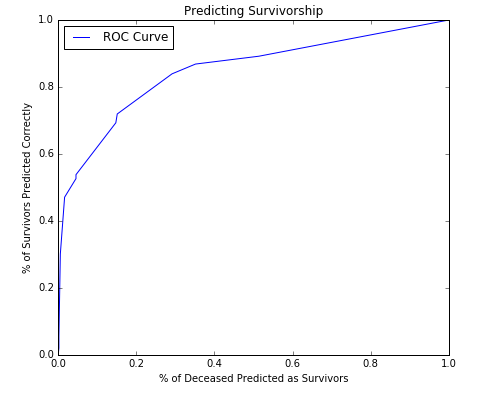 Predicting Survivorship
ROC Curve
% of Survivors Predicted Correctly
1.0
0.8
0.6
0.4
0.2
0.0
0.0 0.2 0.4 0.6 0.8 1.0
% of Deceased Predicted as Survivors